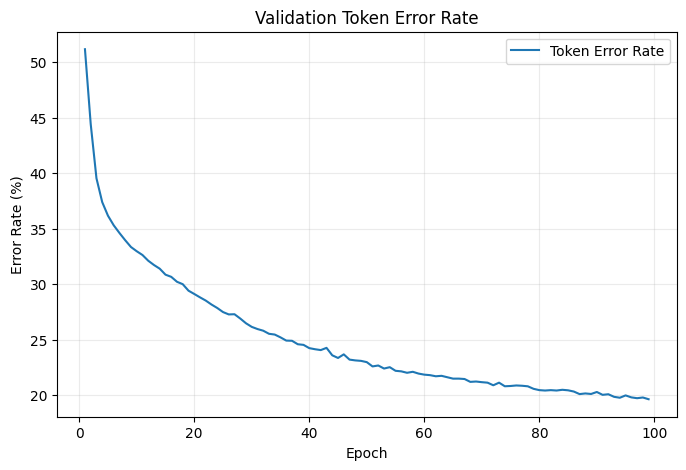 Validation Token Error Rate
Token Error Rate
Error Rate (%)
50
45
40
35
30
25
20
0 20 40 60 80 100
Epoch